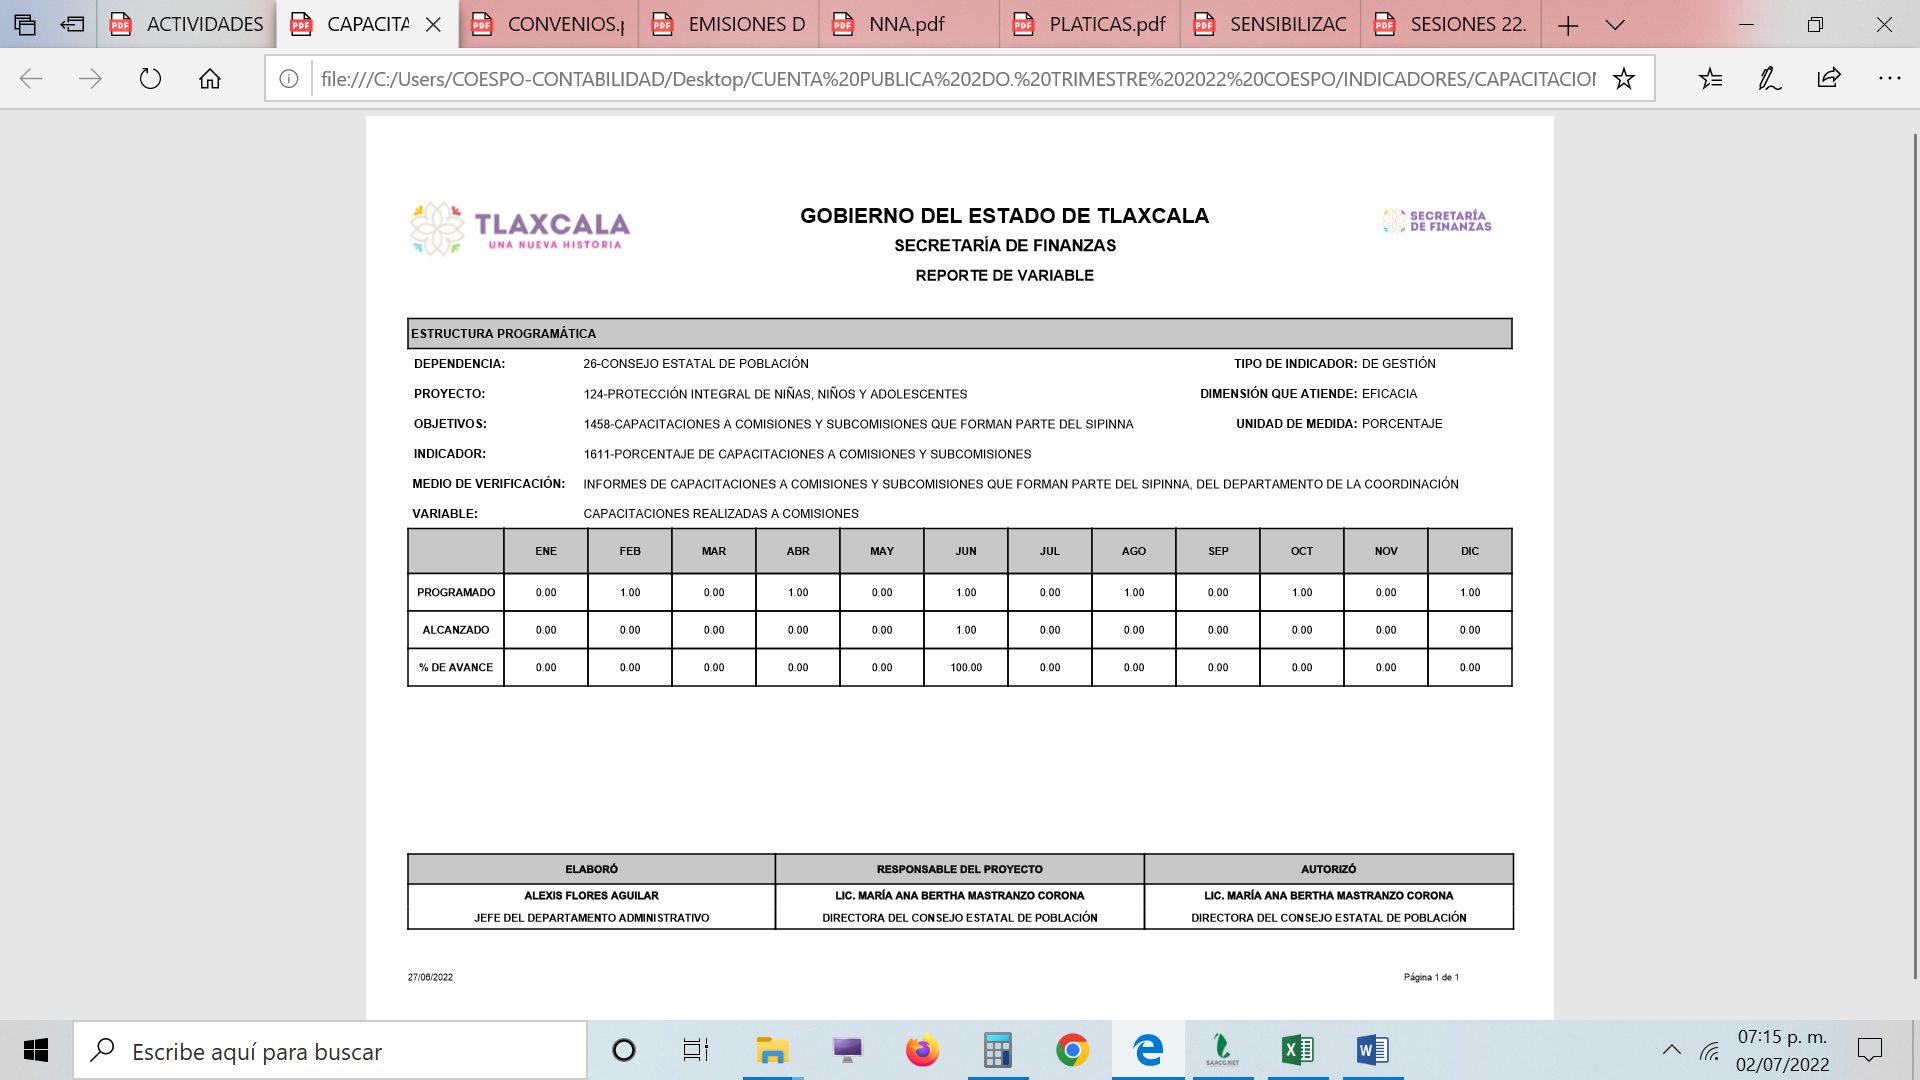 ACTIVIDADES
CAPACITA
CONVENIOS.p
EMISIONES D
NNA.pdf
PLATICAS.pdf
SENSIBILIZAC
SESIONES 22.
file:///C:/Users/COESPO-CONTABILIDAD/Desktop/CUENTA%20PUBLICA%202DO.%20TRIMESTRE%202022%20COESPO/INDICADORES/CAPACITACION
TLAXCALA
UNA NUEVA HISTORIA
GOBIERNO DEL ESTADO DE TLAXCALA
SECRETARÍA DE FINANZAS
REPORTE DE VARIABLE
SECRETARÍA
DE FINANZAS
ESTRUCTURA PROGRAMÁTICA
DEPENDENCIA: 26-CONSEJO ESTATAL DE POBLACIÓN TIPO DE INDICADOR: DE GESTIÓN
PROYECTO: 124-PROTECCIÓN INTEGRAL DE NIÑAS, NIÑOS Y ADOLESCENTES DIMENSIÓN QUE ATIENDE: EFICACIA
OBJETIVOS: 1458-CAPACITACIONES A COMISIONES Y SUBCOMISIONES QUE FORMAN PARTE DEL SIPINNA UNIDAD DE MEDIDA: PORCENTAJE
INDICADOR: 1611-PORCENTAJE DE CAPACITACIONES A COMISIONES Y SUBCOMISIONES
MEDIO DE VERIFICACIÓN: INFORMES DE CAPACITACIONES A COMISIONES Y SUBCOMISIONES QUE FORMAN PARTE DEL SIPINNA, DEL DEPARTAMENTO DE LA COORDINACIÓN
VARIABLE: CAPACITACIONES REALIZADAS A COMISIONES
ENE FEB MAR ABR MAY JUN JUL AGO SEP OCT NOV DIC
PROGRAMADO 0.00 1.00 0.00 1.00 0.00 1.00 0.00 1.00 0.00 1.00 0.00 1.00
ALCANZADO 0.00 0.00 0.00 0.00 0.00 1.00 0.00 0.00 0.00 0.00 0.00 0.00
% DE AVANCE 0.00 0.00 0.00 0.00 0.00 100.00 0.00 0.00 0.00 0.00 0.00 0.00
ELABORÓ RESPONSABLE DEL PROYECTO AUTORIZÓ
ALEXIS FLORES AGUILAR LIC. MARÍA ANA BERTHA MASTRANZO CORONA LIC. MARÍA ANA BERTHA MASTRANZO CORONA
JEFE DEL DEPARTAMENTO ADMINISTRATIVO DIRECTORA DEL CONSEJO ESTATAL DE POBLACIÓN DIRECTORA DEL CONSEJO ESTATAL DE POBLACIÓN
27/06/2022 Página 1 de 1
Escribe aquí para buscar
SAACG.NET
07:15 p. m.
02/07/2022